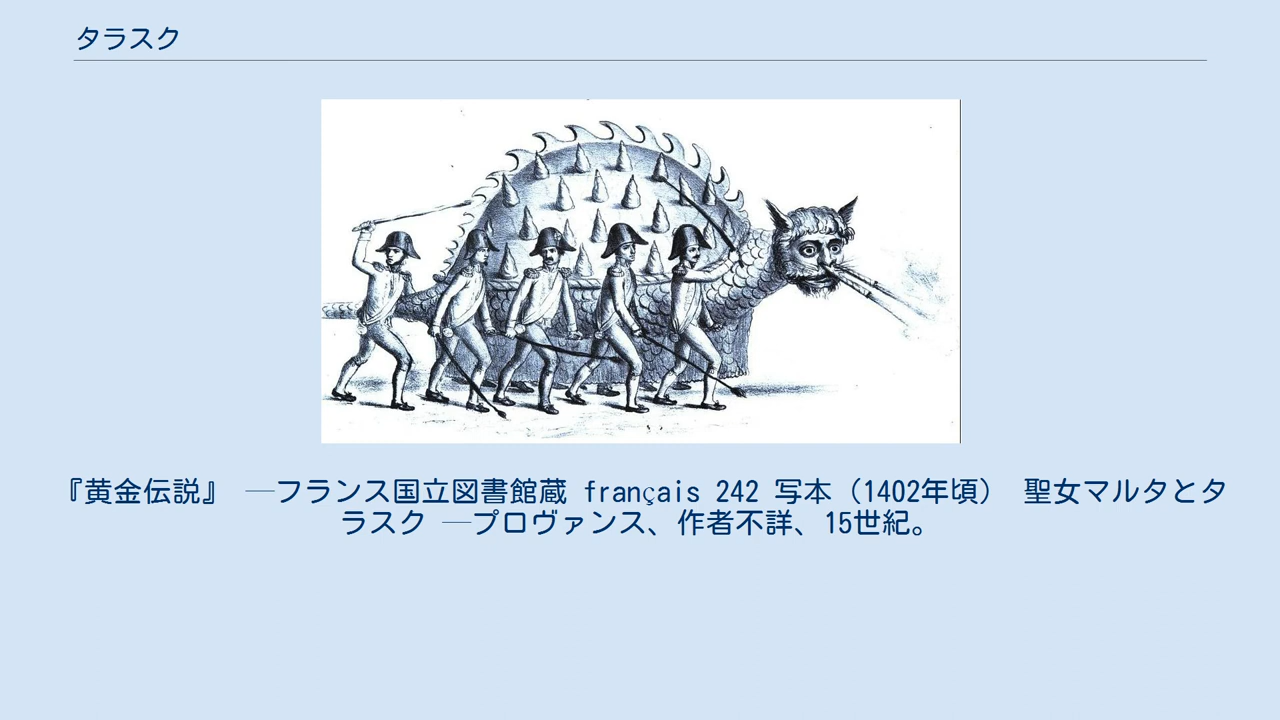 タラスク
『黄金伝説』 ─フランス国立図書館蔵 français 242 写本（1402年頃） 聖女マルタとタ
ラスク ─プロヴァンス、作者不詳、15世紀。